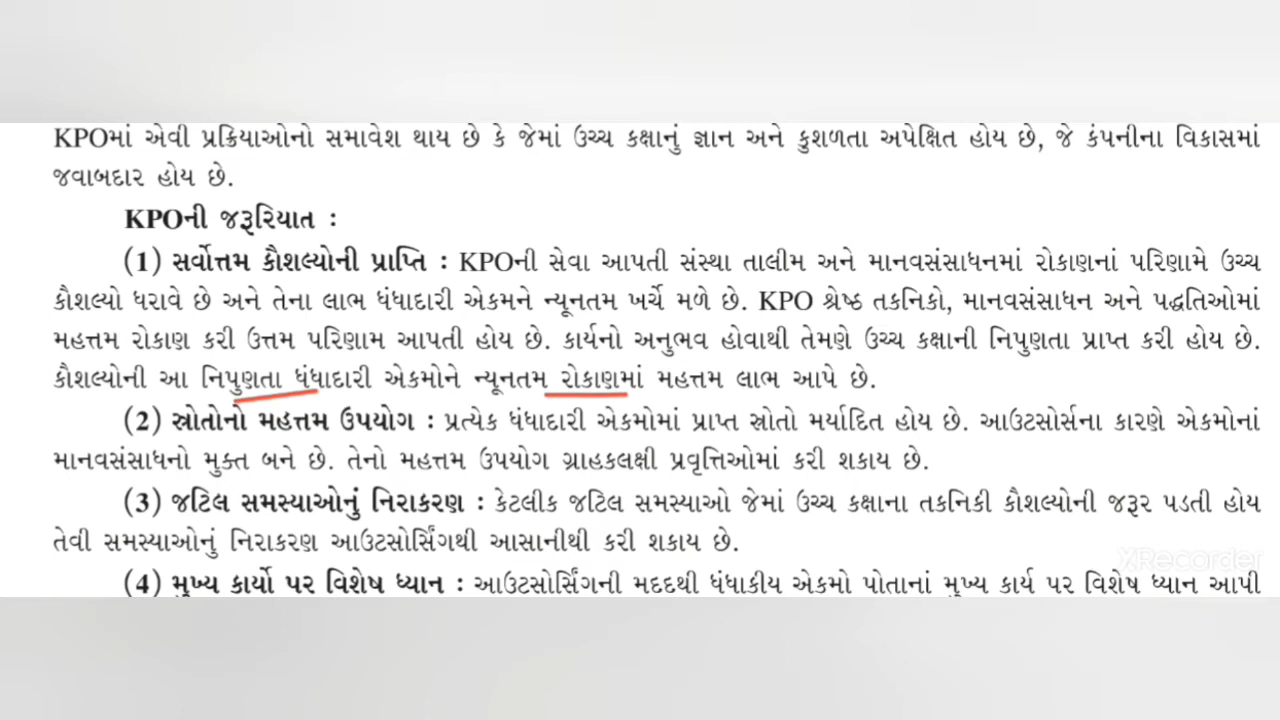 KPOમાં એવી પ્રક્રિયાઓનો સમાવેશ થાય છે કે જેમાં ઉચ્ચ કક્ષાનું જ્ઞાન અને કુશળતા અપેક્ષિત હોય છે, જે કંપનીના વિકાસમાં
જવાબદાર હોય છે.
KPOની જરૂરિયાત :
(1) સર્વોત્તમ કૌશલ્યોની પ્રાપ્તિ : KPOની સેવા આપતી સંસ્થા તાલીમ અને માનવસંસાધનમાં રોકાણનાં પરિણામે ઉચ્ચ
કૌશલ્યો ધરાવે છે અને તેના લાભ ધંધાદારી એકમને ન્યૂનતમ ખર્ચે મળે છે. KPO શ્રેષ્ઠ તકનિકો, માનવસંસાધન અને પદ્ધતિઓમાં
મહત્તમ રોકાણ કરી ઉત્તમ પરિણામ આપતી હોય છે. કાર્યનો અનુભવ હોવાથી તેમણે ઉચ્ચ કક્ષાની નિપુણતા પ્રાપ્ત કરી હોય છે.
કૌશલ્યોની આ નિપુણતા ધંધાદારી એકમોને ન્યૂનતમ રોકાણમાં મહત્તમ લાભ આપે છે.
(2) સ્રોતોનો મહત્તમ ઉપયોગ : પ્રત્યેક ધંધાદારી એકમોમાં પ્રાપ્ત સ્રોતો મર્યાદિત હોય છે. આઉટસોર્સના કારણે એકમોનાં
માનવસંસાધનો મુક્ત બને છે. તેનો મહત્તમ ઉપયોગ ગ્રાહકલક્ષી પ્રવૃત્તિઓમાં કરી શકાય છે.
(3) જટિલ સમસ્યાઓનું નિરાકરણ : કેટલીક જટિલ સમસ્યાઓ જેમાં ઉચ્ચ કક્ષાના તકનિકી કૌશલ્યોની જરૂર પડતી હોય
તેવી સમસ્યાઓનું નિરાકરણ આઉટસોર્સિંગથી આસાનીથી કરી શકાય છે.
XRecorder
(4) મુખ્ય કાર્યો પર વિશેષ ધ્યાન : આઉટસોર્સિંગની મદદથી ધંધાકીય એકમો પોતાનાં મુખ્ય કાર્ય પર વિશેષ ધ્યાન આપી